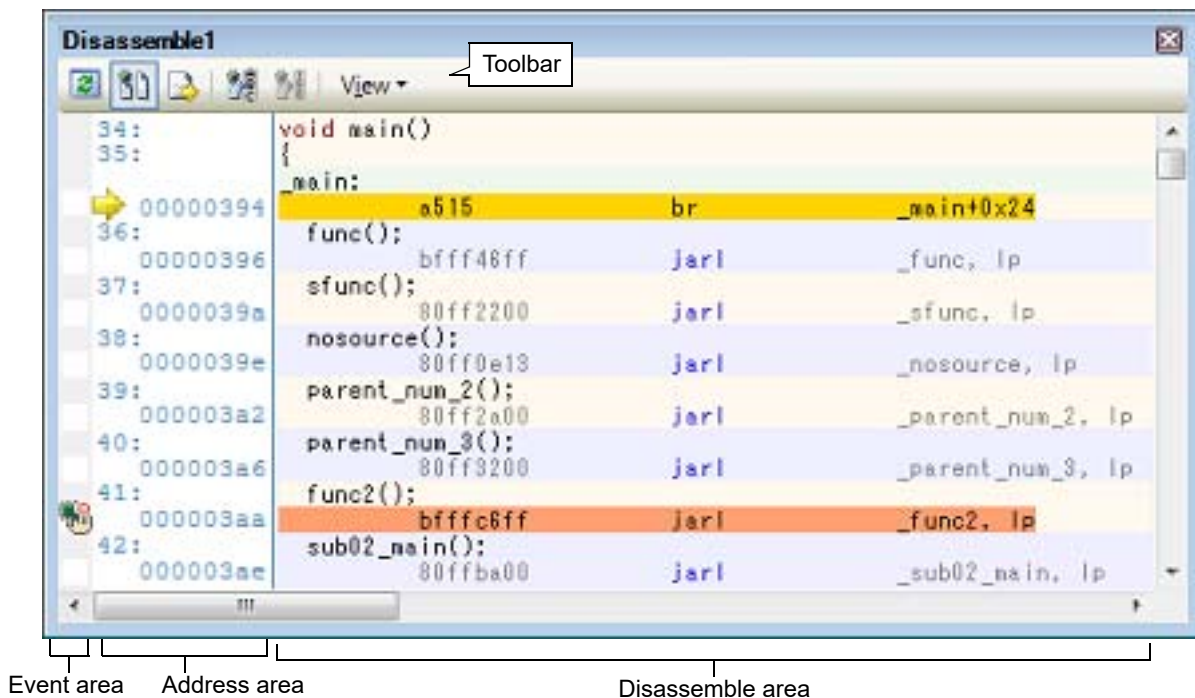 Disassemble1
View
Toolbar
34: void main()
35: {
_main:
00000394 a515 br _main+0x24
36: func();
00000396 bfff46ff jarl _func, lp
37: sfunc();
0000039a 80ff2200 jarl _sfunc, lp
38: nosource();
0000039e 80ff0e13 jarl _nosource, lp
39: parent_num_2();
000003a2 80ff2a00 jarl _parent_num_2, lp
40: parent_num_3();
000003a6 80ff3200 jarl _parent_num_3, lp
41: func2();
000003aa bfffc6ff jarl _func2, lp
42: sub02_main();
000003ae 80ffba00 jarl _sub02_main, lp
Event area Address area Disassemble area